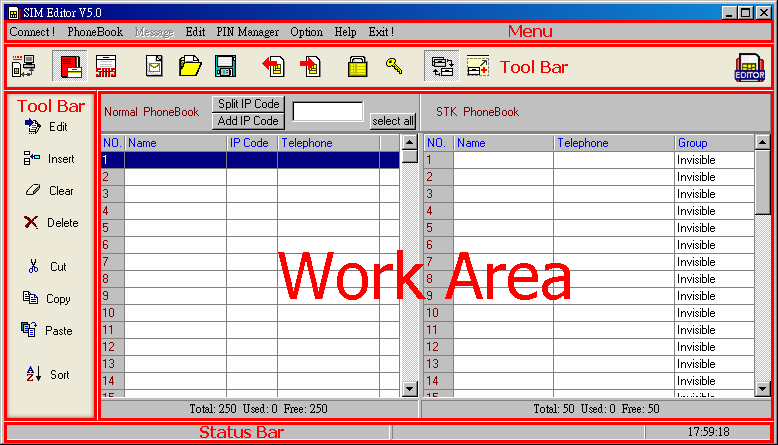 SIM Editor V5.0
Connect ! PhoneBook Message Edit PIN Manager Option Help Exit ! Menu
SMS Tool Bar EDITOR
Tool Bar
Edit
Insert
Clear
Delete
Cut
Copy
Paste
Sort
Normal PhoneBook Split IP Code Add IP Code select all
STK PhoneBook
NO. Name IP Code Telephone
1
2
3
4
5
6
7
8
9
10
11
12
13
14
15
Total: 250 Used: 0 Free: 250
NO. Name Telephone Group
1 Invisible
2 Invisible
3 Invisible
4 Invisible
5 Invisible
6 Invisible
7 Invisible
8 Invisible
9 Invisible
10 Invisible
11 Invisible
12 Invisible
13 Invisible
14 Invisible
15 Invisible
Total: 50 Used: 0 Free: 50
Work Area
Status Bar 17:59:18